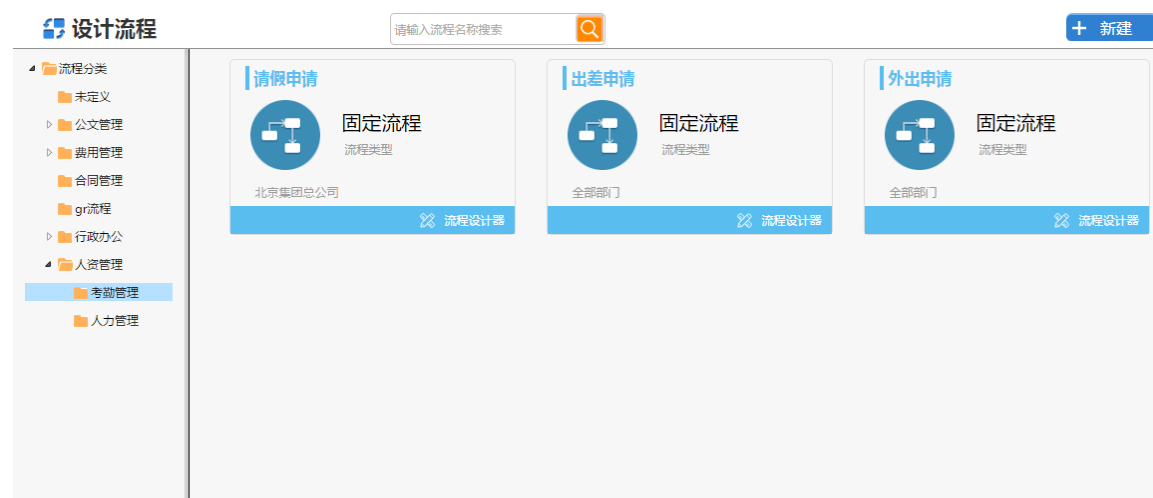 设计流程
请输入流程名称搜索
新建
流程分类
未定义
公文管理
费用管理
合同管理
gr流程
行政办公
人资管理
考勤管理
人力管理
请假申请
固定流程
流程类型
北京集团总公司
流程设计器
出差申请
固定流程
流程类型
全部部门
流程设计器
外出申请
固定流程
流程类型
全部部门
流程设计器